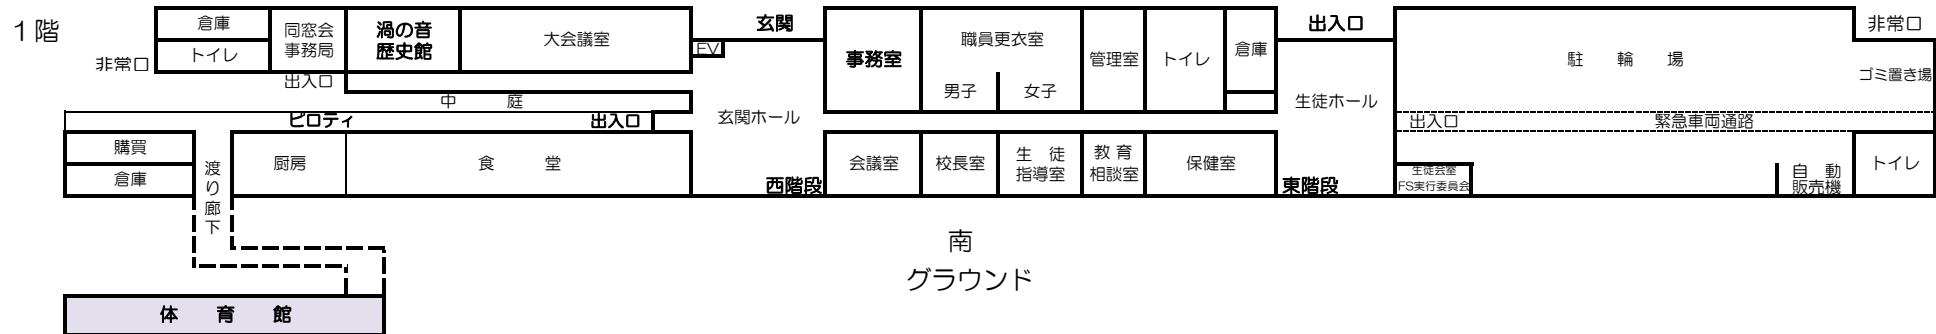 １階
倉庫
トイレ
非常口
同窓会
事務局
出入口
渦の音
歴史館
大会議室
EV
玄関
事務室
職員更衣室
男子
女子
管理室
トイレ
倉庫
出入口
駐輪場
非常口
ゴミ置き場
中庭
玄関ホール
生徒ホール
ピロティ
出入口
出入口
緊急車両通路
購買
倉庫
渡り廊下
厨房
食堂
西階段
会議室
校長室
生徒
指導室
教育
相談室
保健室
東階段
生徒会室
FS実行委員会
自動
販売機
トイレ
南
グラウンド
体育館